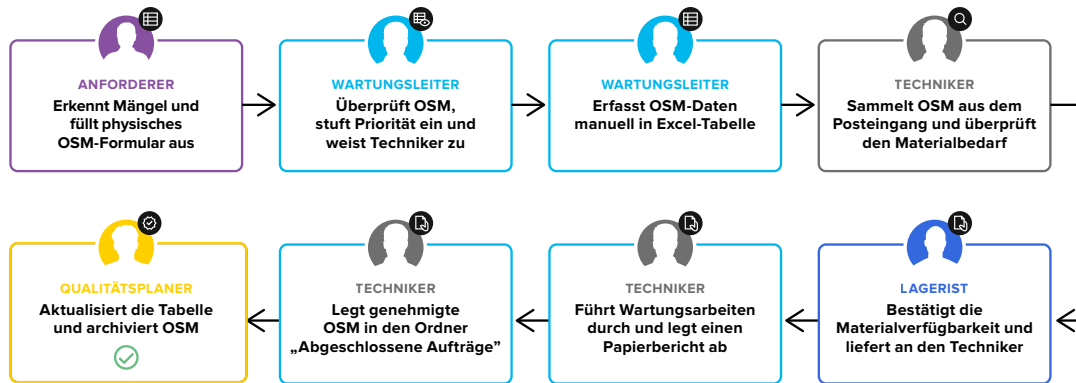 ANFORDERER
Erkennt Mängel und
füllt physisches
OSM-Formular aus
WARTUNGSLEITER
Überprüft OSM,
stuft Priorität ein und
weist Techniker zu
WARTUNGSLEITER
Erfasst OSM-Daten
manuell in Excel-Tabelle
TECHNIKER
Sammelt OSM aus dem
Posteingang und überprüft
den Materialbedarf
QUALITÄTSPLANER
Aktualisiert die Tabelle
und archiviert OSM
TECHNIKER
Legt genehmigte
OSM in den Ordner
„Abgeschlossene Aufträge”
TECHNIKER
Führt Wartungsarbeiten
durch und legt einen
Papierbericht ab
LAGERIST
Bestätigt die
Materialverfügbarkeit und
liefert an den Techniker